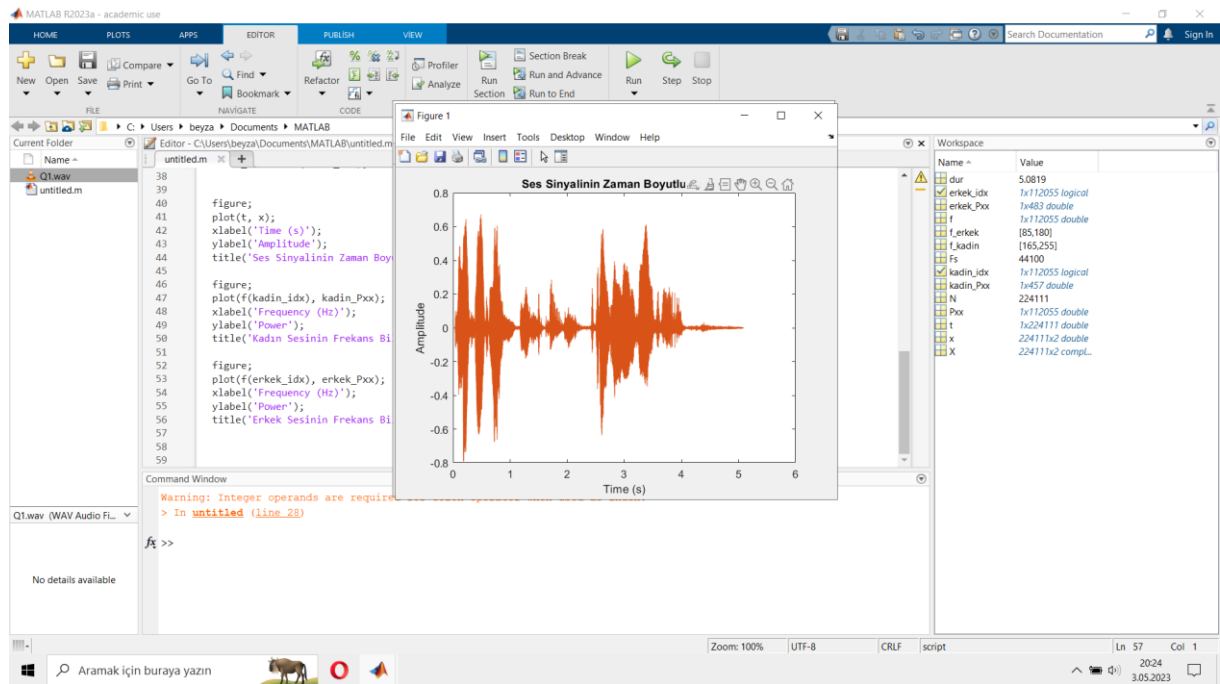 MATLAB R2023a - academic use
HOME PLOTS APPS EDITOR PUBLISH VIEW
Search Documentation
Sign In
New Open Save Compare Print
Go To Find Bookmark
Refactor
Profiler Analyze
Run Section
Section Break
Run and Advance
Run to End
Run Step Stop
FILE NAVIGATE CODE
C: Users beyza Documents MATLAB
Current Folder
Name
Q1.wav
untitled.m
Q1.wav (WAV Audio Fi...
No details available
Editor - C:\Users\beyza\Documents\MATLAB\untitled.m
untitled.m
38
39
40 figure;
41 plot(t, x);
42 xlabel('Time (s)');
43 ylabel('Amplitude');
44 title('Ses Sinyalinin Zaman Boy
45
46 figure;
47 plot(f(kadin_idx), kadin_Pxx);
48 xlabel('Frequency (Hz)');
49 ylabel('Power');
50 title('Kadın Sesinin Frekans Bi
51
52 figure;
53 plot(f(erkek_idx), erkek_Pxx);
54 xlabel('Frequency (Hz)');
55 ylabel('Power');
56 title('Erkek Sesinin Frekans Bi
57
58
59
Figure 1
File Edit View Insert Tools Desktop Window Help
Ses Sinyalinin Zaman Boyutlu
0.8
0.6
0.4
0.2
0
-0.2
-0.4
-0.6
-0.8
Amplitude
0 1 2 3 4 5 6
Time (s)
Command Window
Warning: Integer operands are require
> In untitled (line 28)
fx >>
Workspace
Name Value
dur 5.0819
erkek_idx 1x112055 logical
erkek_Pxx 1x483 double
f 1x112055 double
f_erkek [85,180]
f_kadin [165,255]
Fs 44100
kadin_idx 1x112055 logical
kadin_Pxx 1x457 double
N 224111
Pxx 1x112055 double
t 1x224111 double
x 224111x2 double
X 224111x2 compl...
Zoom: 100% UTF-8 CRLF script Ln 57 Col 1
Aramak için buraya yazın
20:24
3.05.2023